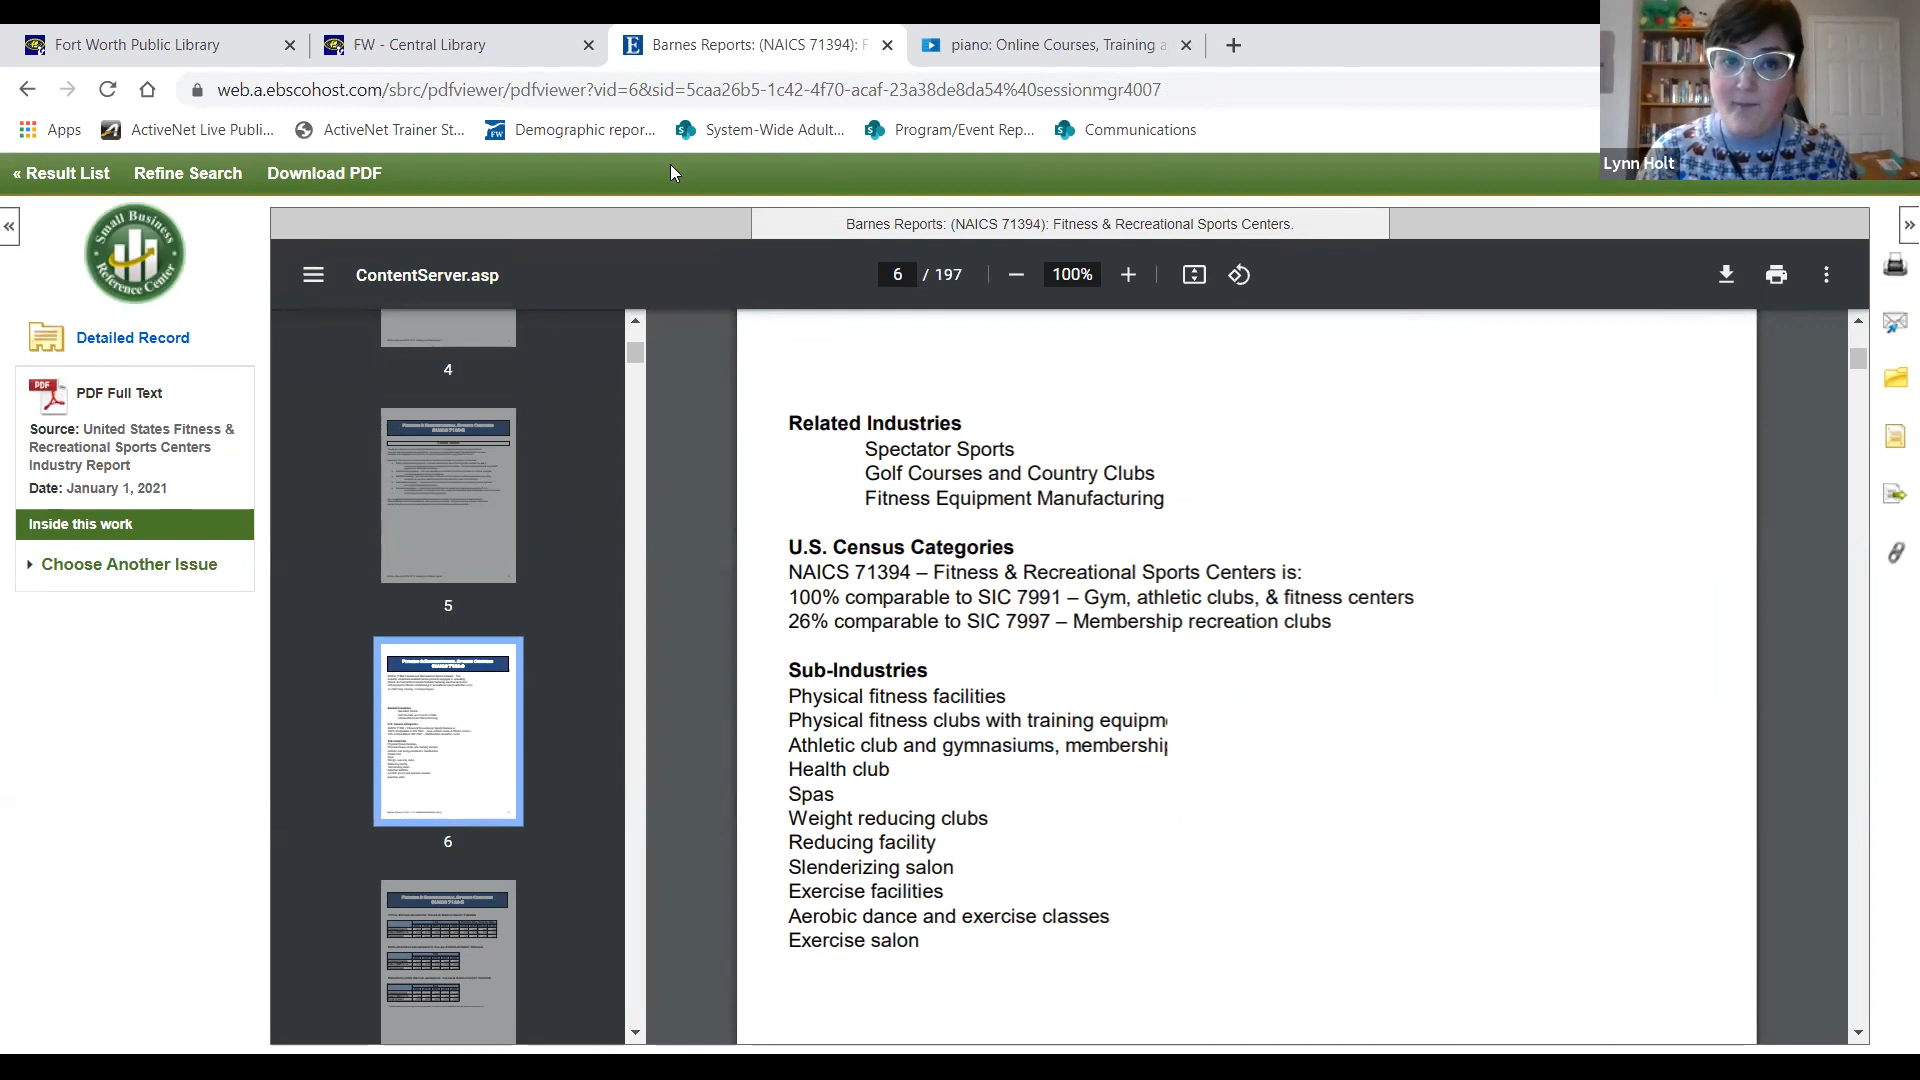 Fort Worth Public Library
FW - Central Library
Barnes Reports: (NAICS 71394): F
piano: Online Courses, Training a
web.a.ebscohost.com/sbrc/pdfviewer/pdfviewer?vid=6&sid=5caa26b5-1c42-4f70-acaf-23a38de8da54%40sessionmgr4007
Apps
ActiveNet Live Publi...
ActiveNet Trainer St...
FW
Demographic repor...
System-Wide Adult...
Program/Event Rep...
Communications
Lynn Holt
« Result List
Refine Search
Download PDF
Small Business
Reference Center
Barnes Reports: (NAICS 71394): Fitness & Recreational Sports Centers.
ContentServer.asp
6 / 197
100%
Detailed Record
PDF
PDF Full Text
Source: United States Fitness &
Recreational Sports Centers
Industry Report
Date: January 1, 2021
Inside this work
Choose Another Issue
4
5
6
Related Industries
Spectator Sports
Golf Courses and Country Clubs
Fitness Equipment Manufacturing
U.S. Census Categories
NAICS 71394 – Fitness & Recreational Sports Centers is:
100% comparable to SIC 7991 – Gym, athletic clubs, & fitness centers
26% comparable to SIC 7997 – Membership recreation clubs
Sub-Industries
Physical fitness facilities
Physical fitness clubs with training equipm
Athletic club and gymnasiums, membership
Health club
Spas
Weight reducing clubs
Reducing facility
Slenderizing salon
Exercise facilities
Aerobic dance and exercise classes
Exercise salon